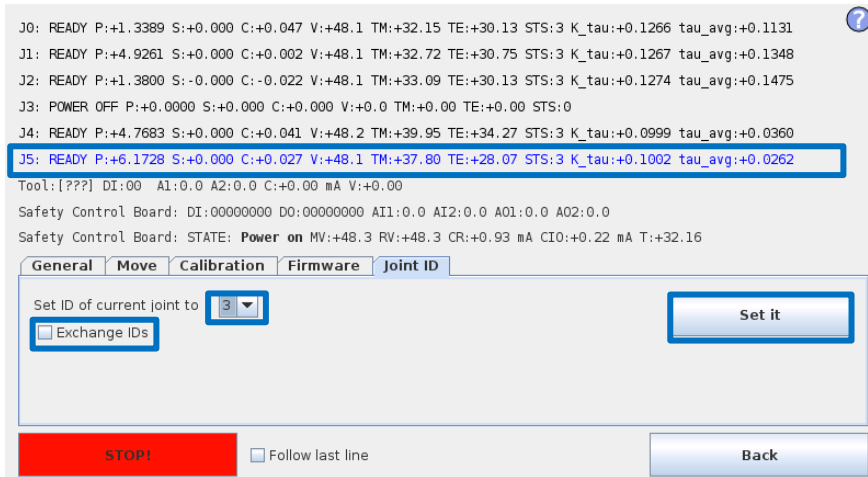 J0: READY P:+1.3389 S:+0.000 C:+0.047 V:+48.1 TM:+32.15 TE:+30.13 STS:3 K_tau:+0.1266 tau_avg:+0.1131
?
J1: READY P:+4.9261 S:+0.000 C:+0.002 V:+48.1 TM:+32.72 TE:+30.75 STS:3 K_tau:+0.1267 tau_avg:+0.1348
J2: READY P:+1.3800 S:-0.000 C:-0.022 V:+48.1 TM:+33.09 TE:+30.13 STS:3 K_tau:+0.1274 tau_avg:+0.1475
J3: POWER OFF P:+0.0000 S:+0.000 C:+0.000 V:+0.0 TM:+0.00 TE:+0.00 STS:0
J4: READY P:+4.7683 S:+0.000 C:+0.041 V:+48.2 TM:+39.95 TE:+34.27 STS:3 K_tau:+0.0999 tau_avg:+0.0360
J5: READY P:+6.1728 S:+0.000 C:+0.027 V:+48.1 TM:+37.80 TE:+28.07 STS:3 K_tau:+0.1002 tau_avg:+0.0262
Tool:[???] DI:00 A1:0.0 A2:0.0 C:+0.00 mA V:+0.00
Safety Control Board: DI:00000000 DO:00000000 AI1:0.0 AI2:0.0 AO1:0.0 AO2:0.0
Safety Control Board: STATE: Power on MV:+48.3 RV:+48.3 CR:+0.93 mA CIO:+0.22 mA T:+32.16
General Move Calibration Firmware Joint ID
Set ID of current joint to 3
Set it
Exchange IDs
STOP!
Follow last line
Back